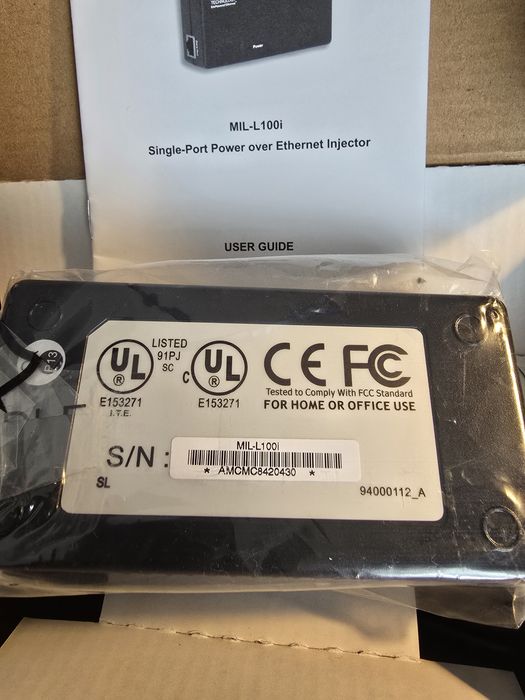 TECHNOLOGY
Power
MIL-L100i
Single-Port Power over Ethernet Injector
USER GUIDE
P13
UL
®
E153271
I.T.E.
LISTED
91PJ
SC
C
UL
®
E153271
CE FC
Tested to Comply With FCC Standard
FOR HOME OR OFFICE USE
S/N :
MIL-L100i
* AMCMC8420430 *
SL
94000112_A